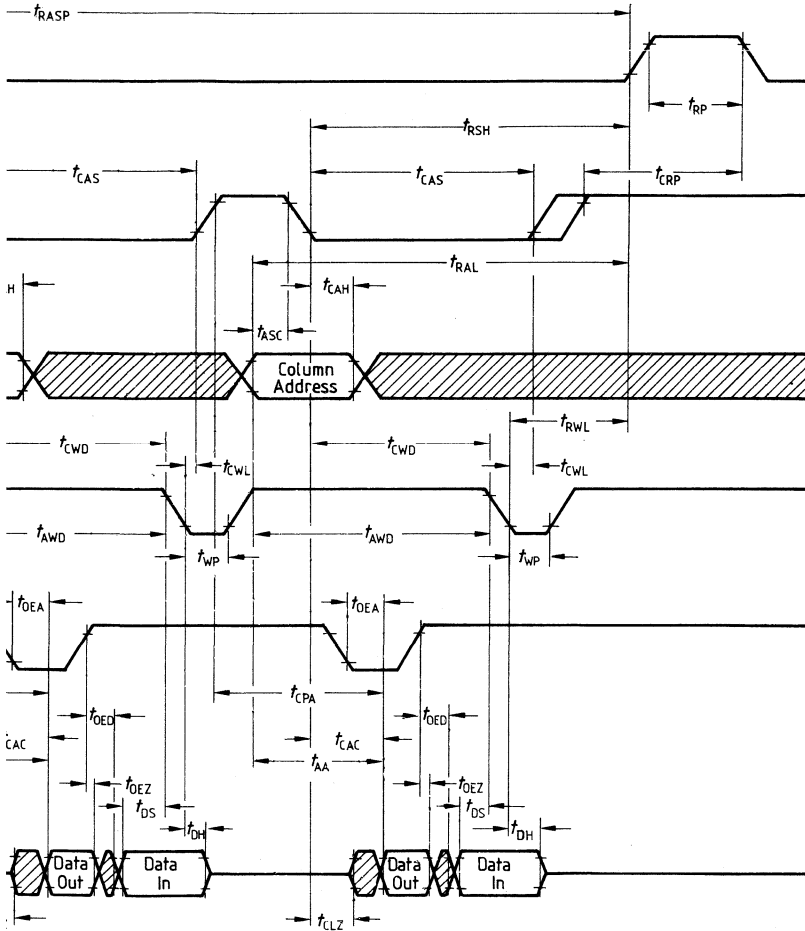 tRASP
tRP
tRSH
tCAS tCAS tCRP
tRAL
AH tCAH
tASC
Column
Address
tRWL
tCWD tCWD
tCWL tCWL
tAWD tAWD
tWP tWP
tOEA tOEA
tCPA
tOED tOED
CAC tCAC
tAA
tOEZ tOEZ
tDS tDS
tDH tDH
Data Out Data In Data Out Data In
tCLZ